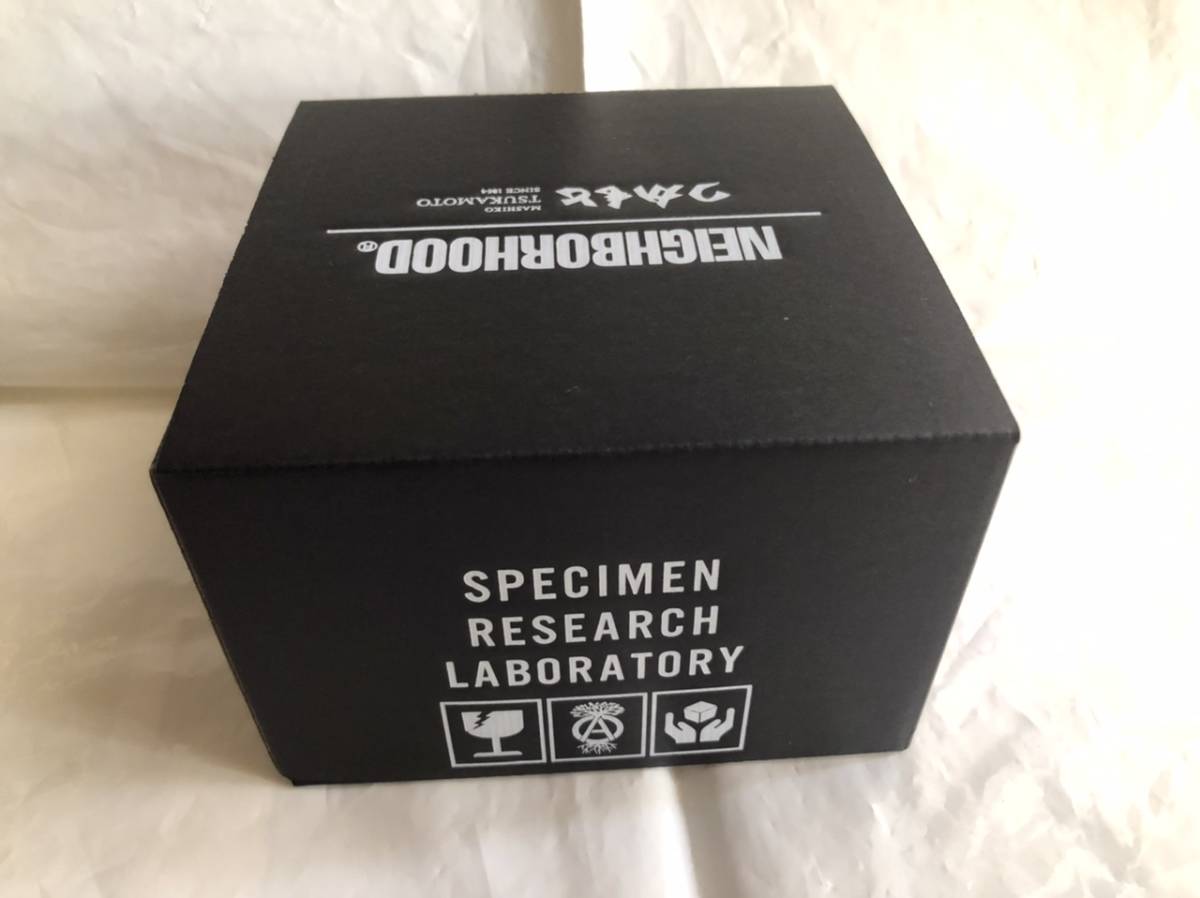 NEIGHBORHOOD®
つかもと
MASHIKO
TSUKAMOTO
SINCE 1864
SPECIMEN
RESEARCH
LABORATORY
A